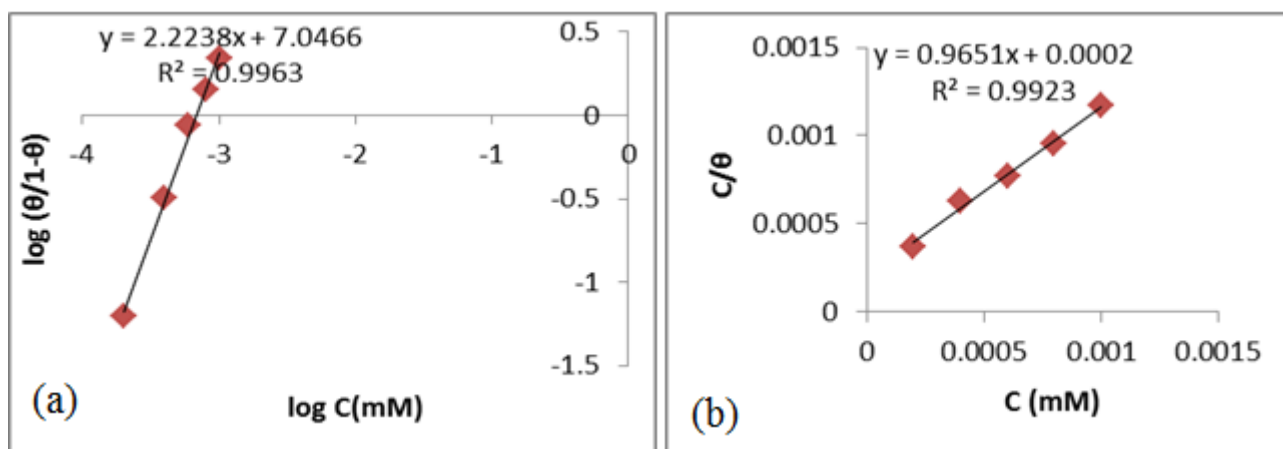 y = 2.2238x + 7.0466
R² = 0.9963
0.5
0
-0.5
-1
-1.5
-4
-3
-2
-1
0
log (θ/1-θ)
log C(mM)
(a)
y = 0.9651x + 0.0002
R² = 0.9923
0.0015
0.001
0.0005
0
0
0.0005
0.001
0.0015
C/θ
C (mM)
(b)